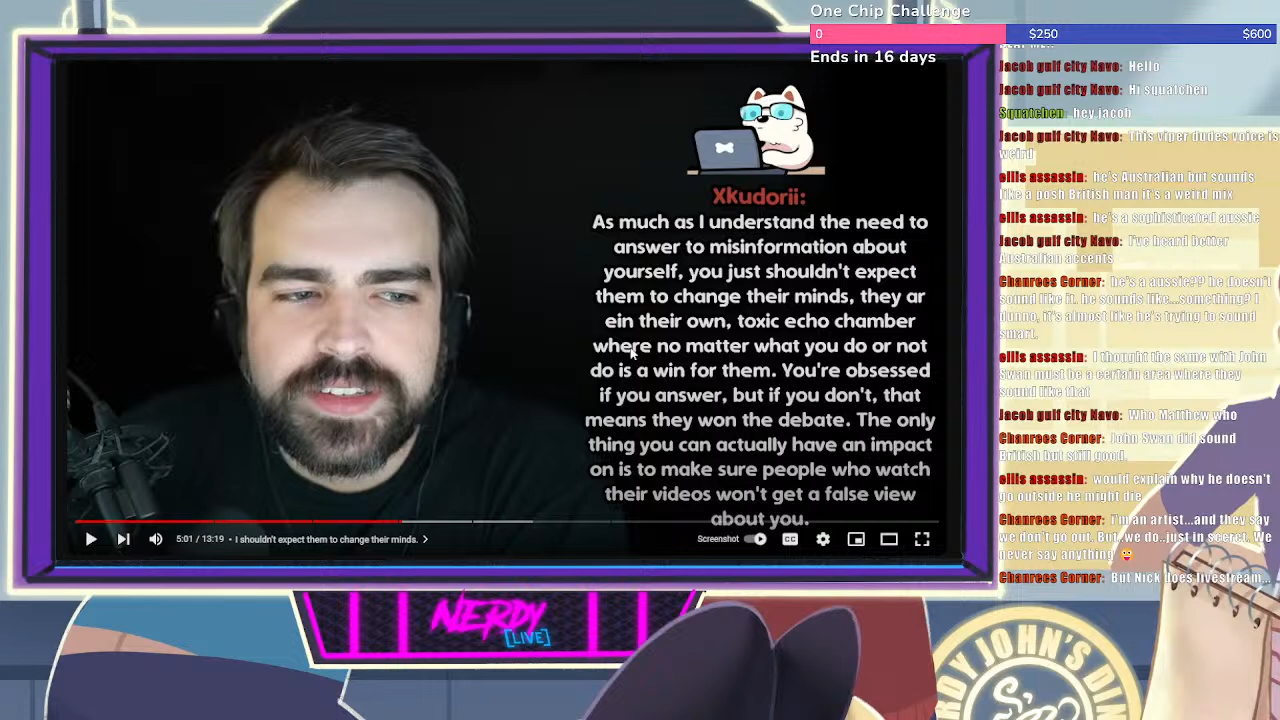 One Chip Challenge
0 $250 $600
Ends in 16 days
Jacob gulf city Navo: Hello
Jacob gulf city Navo: Hi squatchen
Squatchen: hey jacob
Jacob gulf city Navo: This viper dudes voice is
weird
ellis assassin: he's Australian but sounds
like a posh British man it's a weird mix
ellis assassin: he's a sophisticated aussie
Jacob gulf city Navo: I've heard better
Australian accents
Chanrees Corner: he's a aussie!? he doesn't
sound like it. he sounds like...something? I
dunno, it's almost like he's trying to sound
smart.
ellis assassin: I thought the same with John
Swan must be a certain area where they
sound like that
Jacob gulf city Navo: Who Matthew who
Chanrees Corner: John Swan did sound
British but still good.
ellis assassin: would explain why he doesn't
go outside he might die
Chanrees Corner: i'm an artist...and they say
we don't go out. But we do..just in secret. We
never say anything 😜
Chanrees Corner: But Nick does livestream...
Xkudorii:
As much as I understand the need to
answer to misinformation about
yourself, you just shouldn't expect
them to change their minds, they ar
ein their own, toxic echo chamber
where no matter what you do or not
do is a win for them. You're obsessed
if you answer, but if you don't, that
means they won the debate. The only
thing you can actually have an impact
on is to make sure people who watch
their videos won't get a false view
about you.
5:01 / 13:19 • I shouldn't expect them to change their minds. >
Screenshot
CC
NERDY
[LIVE]